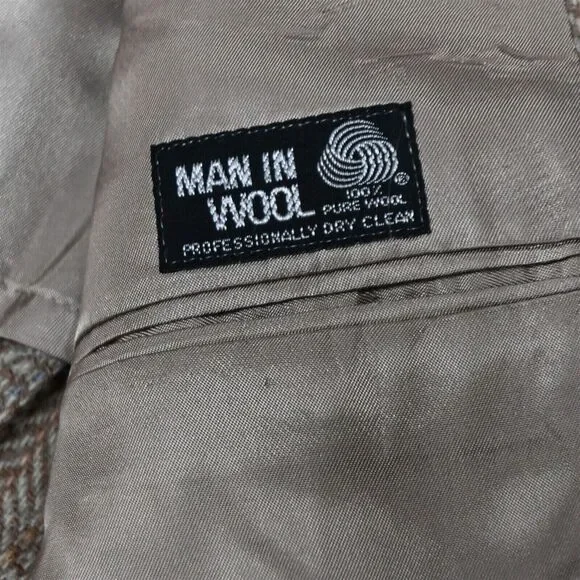 MAN IN
WOOL
100%
PURE WOOL
®
PROFESSIONALLY DRY CLEAN